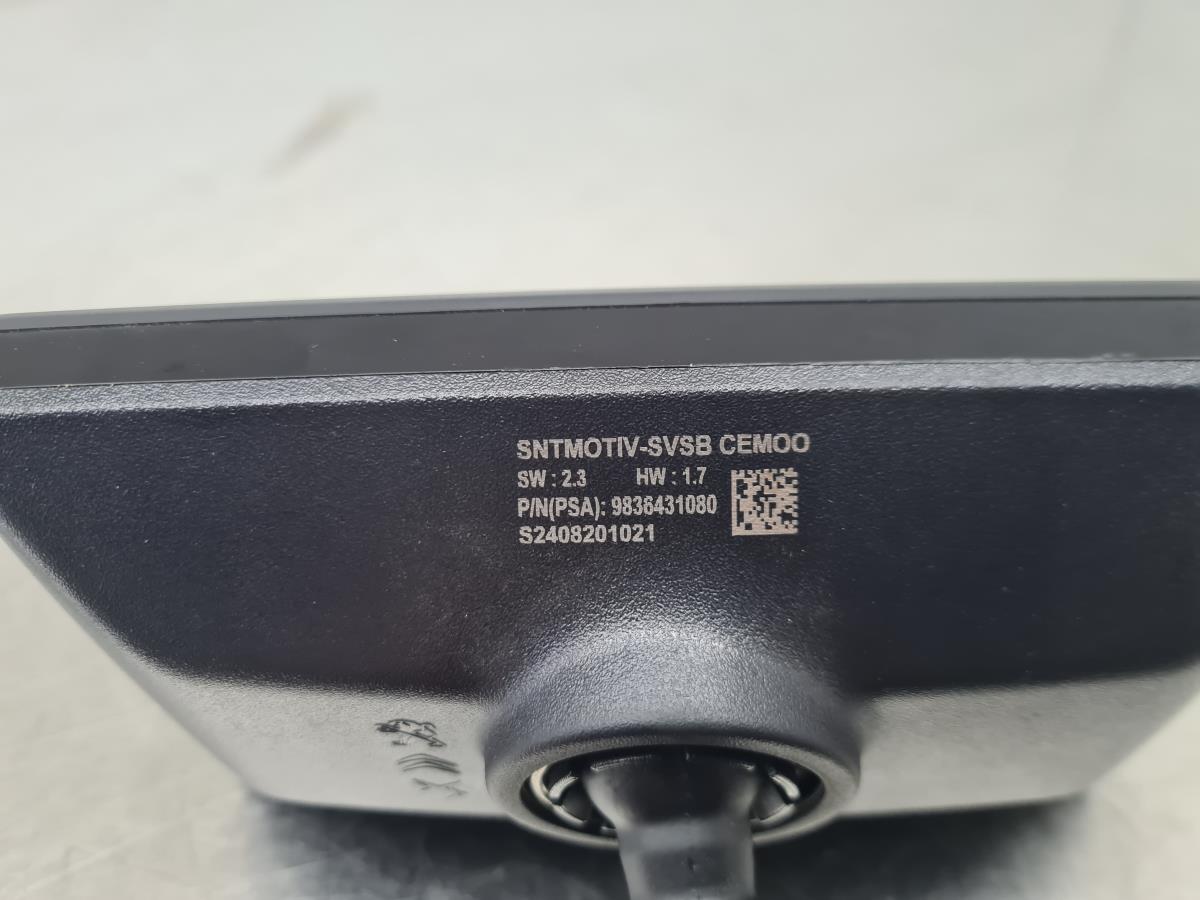 SNTMOTIV-SVSB CEMOO
SW : 2.3 HW : 1.7
P/N(PSA): 9836431080
S2408201021